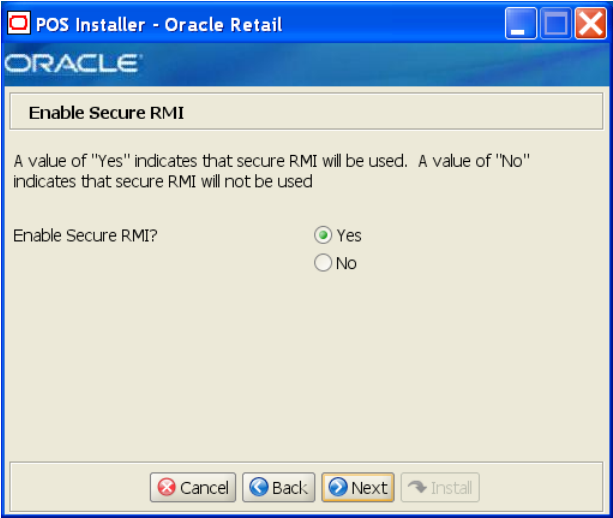 POS Installer - Oracle Retail
ORACLE
Enable Secure RMI
A value of "Yes" indicates that secure RMI will be used. A value of "No"
indicates that secure RMI will not be used
Enable Secure RMI? Yes
No
Cancel Back Next Install